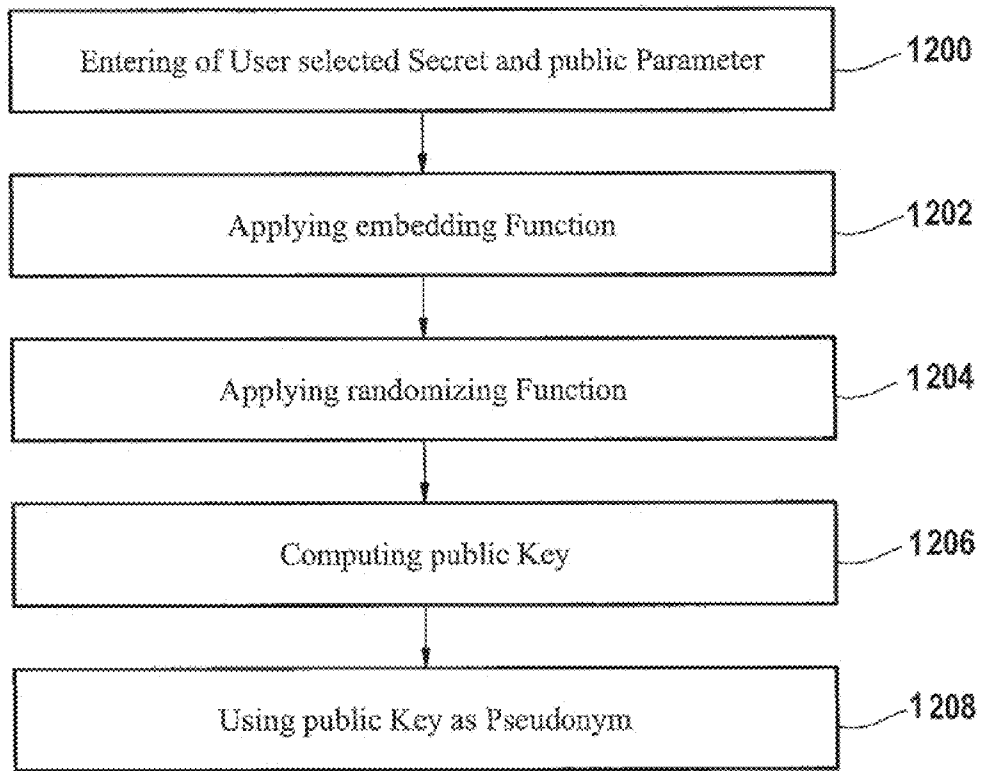 Entering of User selected Secret and public Parameter
1200
Applying embedding Function
1202
Applying randomizing Function
1204
Computing public Key
1206
Using public Key as Pseudonym
1208